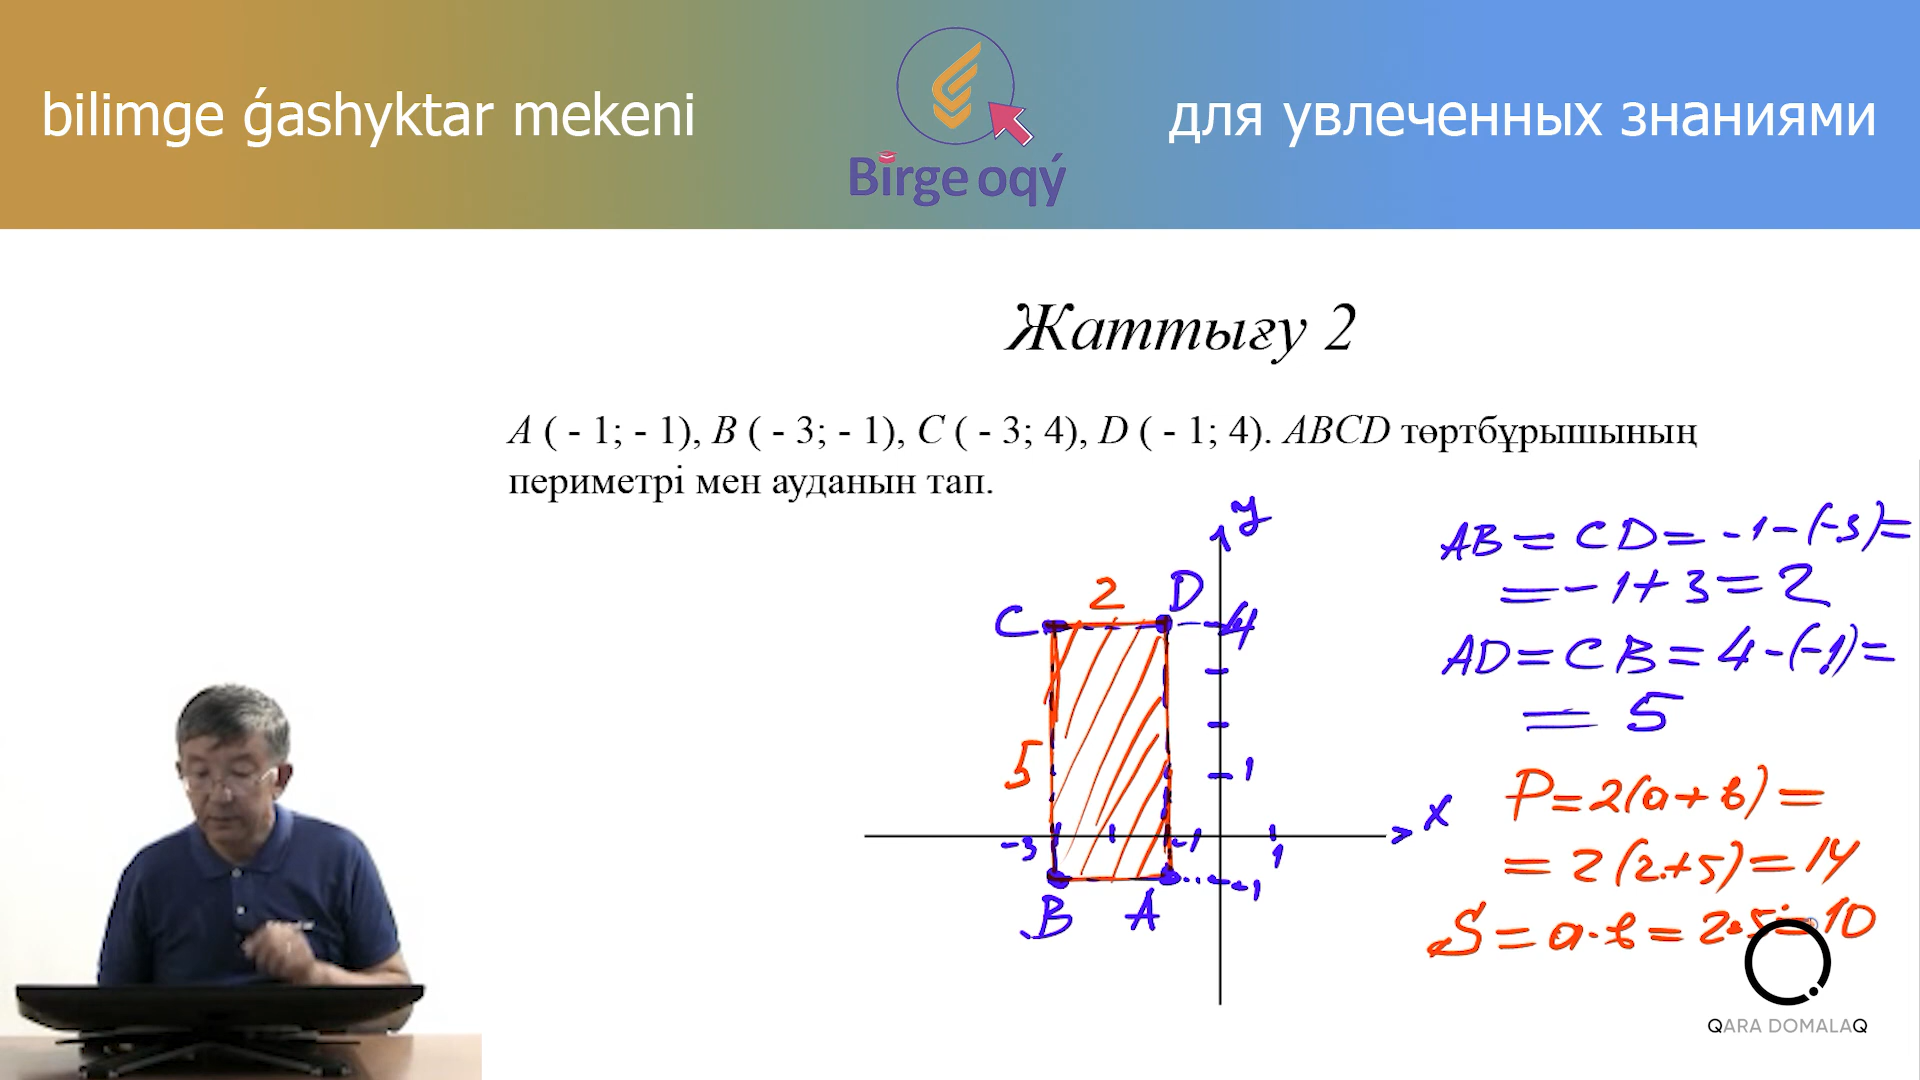 bilimge ǵashyktar mekeni
Birge oqý
для увлеченных знаниями
Жаттығу 2
A ( - 1; - 1), B ( - 3; - 1), C ( - 3; 4), D ( - 1; 4). ABCD төртбұрышының
периметрі мен ауданын тап.
y
C
2
D
4
5
1
x
-3
-1
1
-1
B
A
AB = CD = -1-(-3)=
=-1+3=2
AD=CB=4-(-1)=
= 5
P=2(a+b)=
= 2(2+5)=14
S=a·b=2·5=10
QARA DOMALAQ